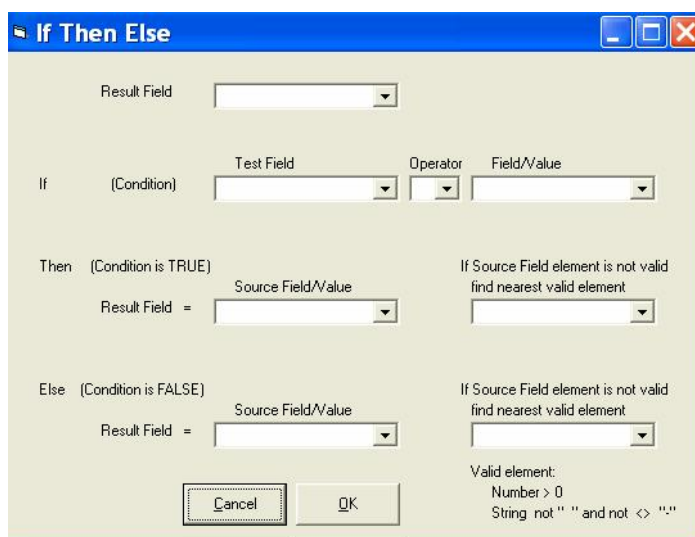 If Then Else
Result Field
Test Field Operator Field/Value
If (Condition)
Then (Condition is TRUE) If Source Field element is not valid
Source Field/Value find nearest valid element
Result Field =
Else (Condition is FALSE) If Source Field element is not valid
Source Field/Value find nearest valid element
Result Field =
Valid element:
Cancel OK Number > 0
String not " " and not <> "-"